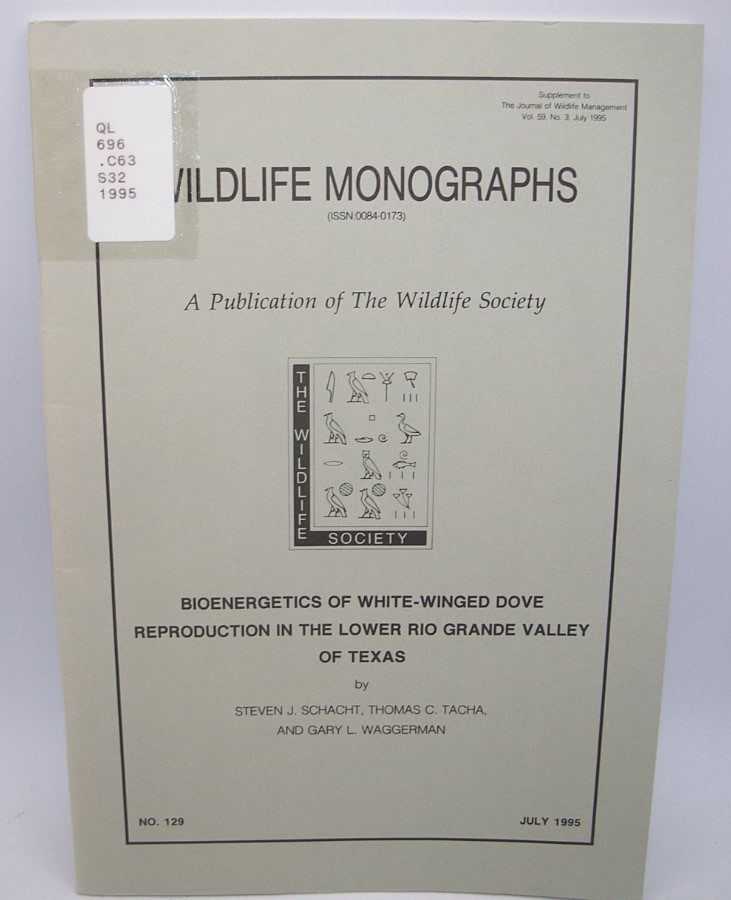 Supplement to
The Journal of Wildlife Management
Vol. 59, No. 3, July 1995
QL
696
.C63
S32
1995
WILDLIFE MONOGRAPHS
(ISSN:0084-0173)
A Publication of The Wildlife Society
THE WILDLIFE
SOCIETY
BIOENERGETICS OF WHITE-WINGED DOVE
REPRODUCTION IN THE LOWER RIO GRANDE VALLEY
OF TEXAS
by
STEVEN J. SCHACHT, THOMAS C. TACHA,
AND GARY L. WAGGERMAN
NO. 129
JULY 1995